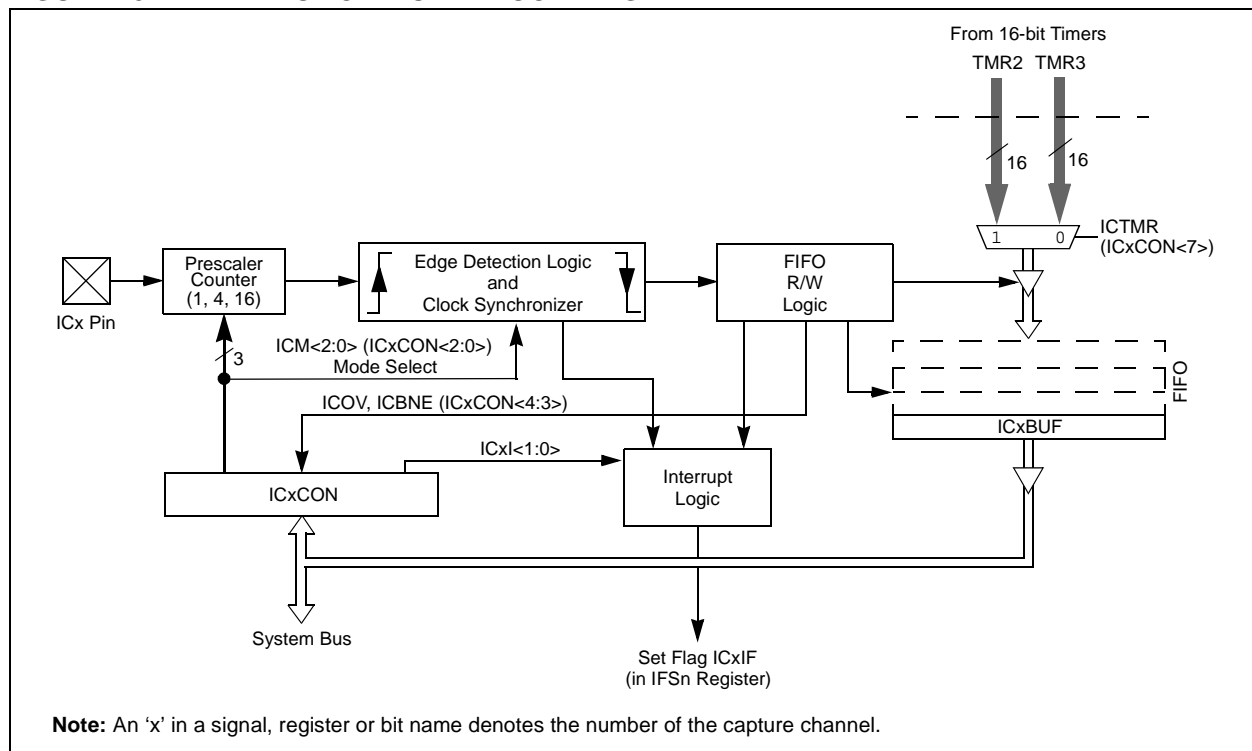 From 16-bit Timers
TMR2 TMR3
16 16
1 0
ICTMR
(ICxCON<7>)
ICx Pin
Prescaler
Counter
(1, 4, 16)
3
Edge Detection Logic
and
Clock Synchronizer
FIFO
R/W
Logic
ICM<2:0> (ICxCON<2:0>)
Mode Select
ICOV, ICBNE (ICxCON<4:3>)
FIFO
ICxBUF
ICxI<1:0>
ICxCON
Interrupt
Logic
System Bus
Set Flag ICxIF
(in IFSn Register)
Note: An ‘x’ in a signal, register or bit name denotes the number of the capture channel.